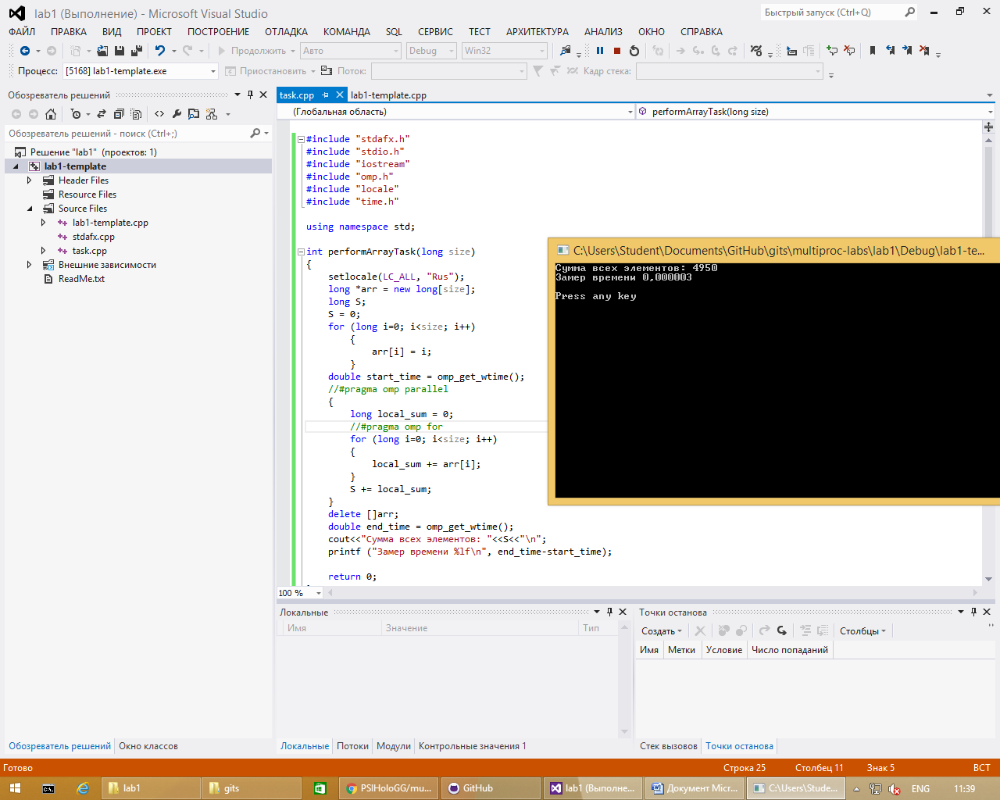 lab1 (Выполнение) - Microsoft Visual Studio
Быстрый запуск (Ctrl+Q)
ФАЙЛ ПРАВКА ВИД ПРОЕКТ ПОСТРОЕНИЕ ОТЛАДКА КОМАНДА SQL СЕРВИС ТЕСТ АРХИТЕКТУРА АНАЛИЗ ОКНО СПРАВКА
Продолжить Авто Debug Win32
Процесс: [5168] lab1-template.exe Приостановить Поток: Кадр стека:
Обозреватель решений
Обозреватель решений - поиск (Ctrl+;)
Решение "lab1" (проектов: 1)
lab1-template
Header Files
Resource Files
Source Files
lab1-template.cpp
stdafx.cpp
task.cpp
Внешние зависимости
ReadMe.txt
Обозреватель решений Окно классов
task.cpp lab1-template.cpp
(Глобальная область) performArrayTask(long size)
#include "stdafx.h"
#include "stdio.h"
#include "iostream"
#include "omp.h"
#include "locale"
#include "time.h"
using namespace std;
int performArrayTask(long size)
{
setlocale(LC_ALL, "Rus");
long *arr = new long[size];
long S;
S = 0;
for (long i=0; i<size; i++)
{
arr[i] = i;
}
double start_time = omp_get_wtime();
//#pragma omp parallel
{
long local_sum = 0;
//#pragma omp for
for (long i=0; i<size; i++)
{
local_sum += arr[i];
}
S += local_sum;
}
delete []arr;
double end_time = omp_get_wtime();
cout<<"Сумма всех элементов: "<<S<<"\n";
printf ("Замер времени %lf\n", end_time-start_time);
return 0;
100 %
C:\Users\Student\Documents\GitHub\gits\multiproc-labs\lab1\Debug\lab1-te...
Сумма всех элементов: 4950
Замер времени 0,000003
Press any key
Локальные
Имя Значение Тип
Локальные Потоки Модули Контрольные значения 1
Точки останова
Создать Столбцы
Имя Метки Условие Число попаданий
Стек вызовов Точки останова
Готово Строка 25 Столбец 11 Знак 5 ВСТ
lab1 gits PSIHoloGG/mu... GitHub lab1 (Выполне... Документ Micr... C:\Users\Stude... ENG 11:39